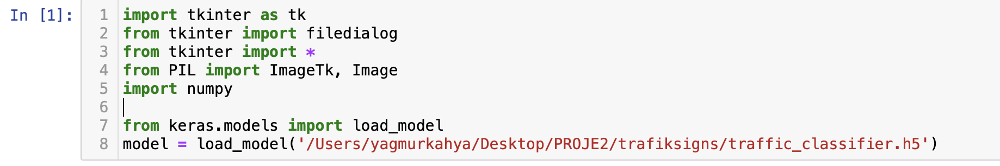 In [1]:
1 import tkinter as tk
2 from tkinter import filedialog
3 from tkinter import *
4 from PIL import ImageTk, Image
5 import numpy
6
7 from keras.models import load_model
8 model = load_model('/Users/yagmurkahya/Desktop/PROJE2/trafiksigns/traffic_classifier.h5')